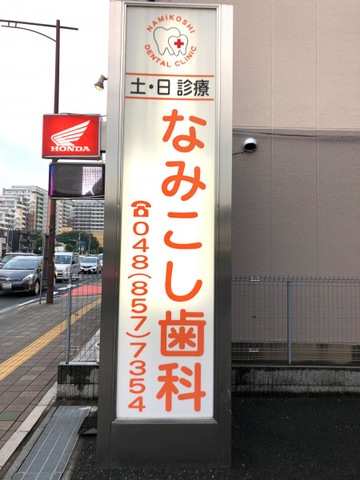 NAMIKOSHI
DENTAL CLINIC
土・日 診療
なみこし歯科
☎048(857)7354
HONDA